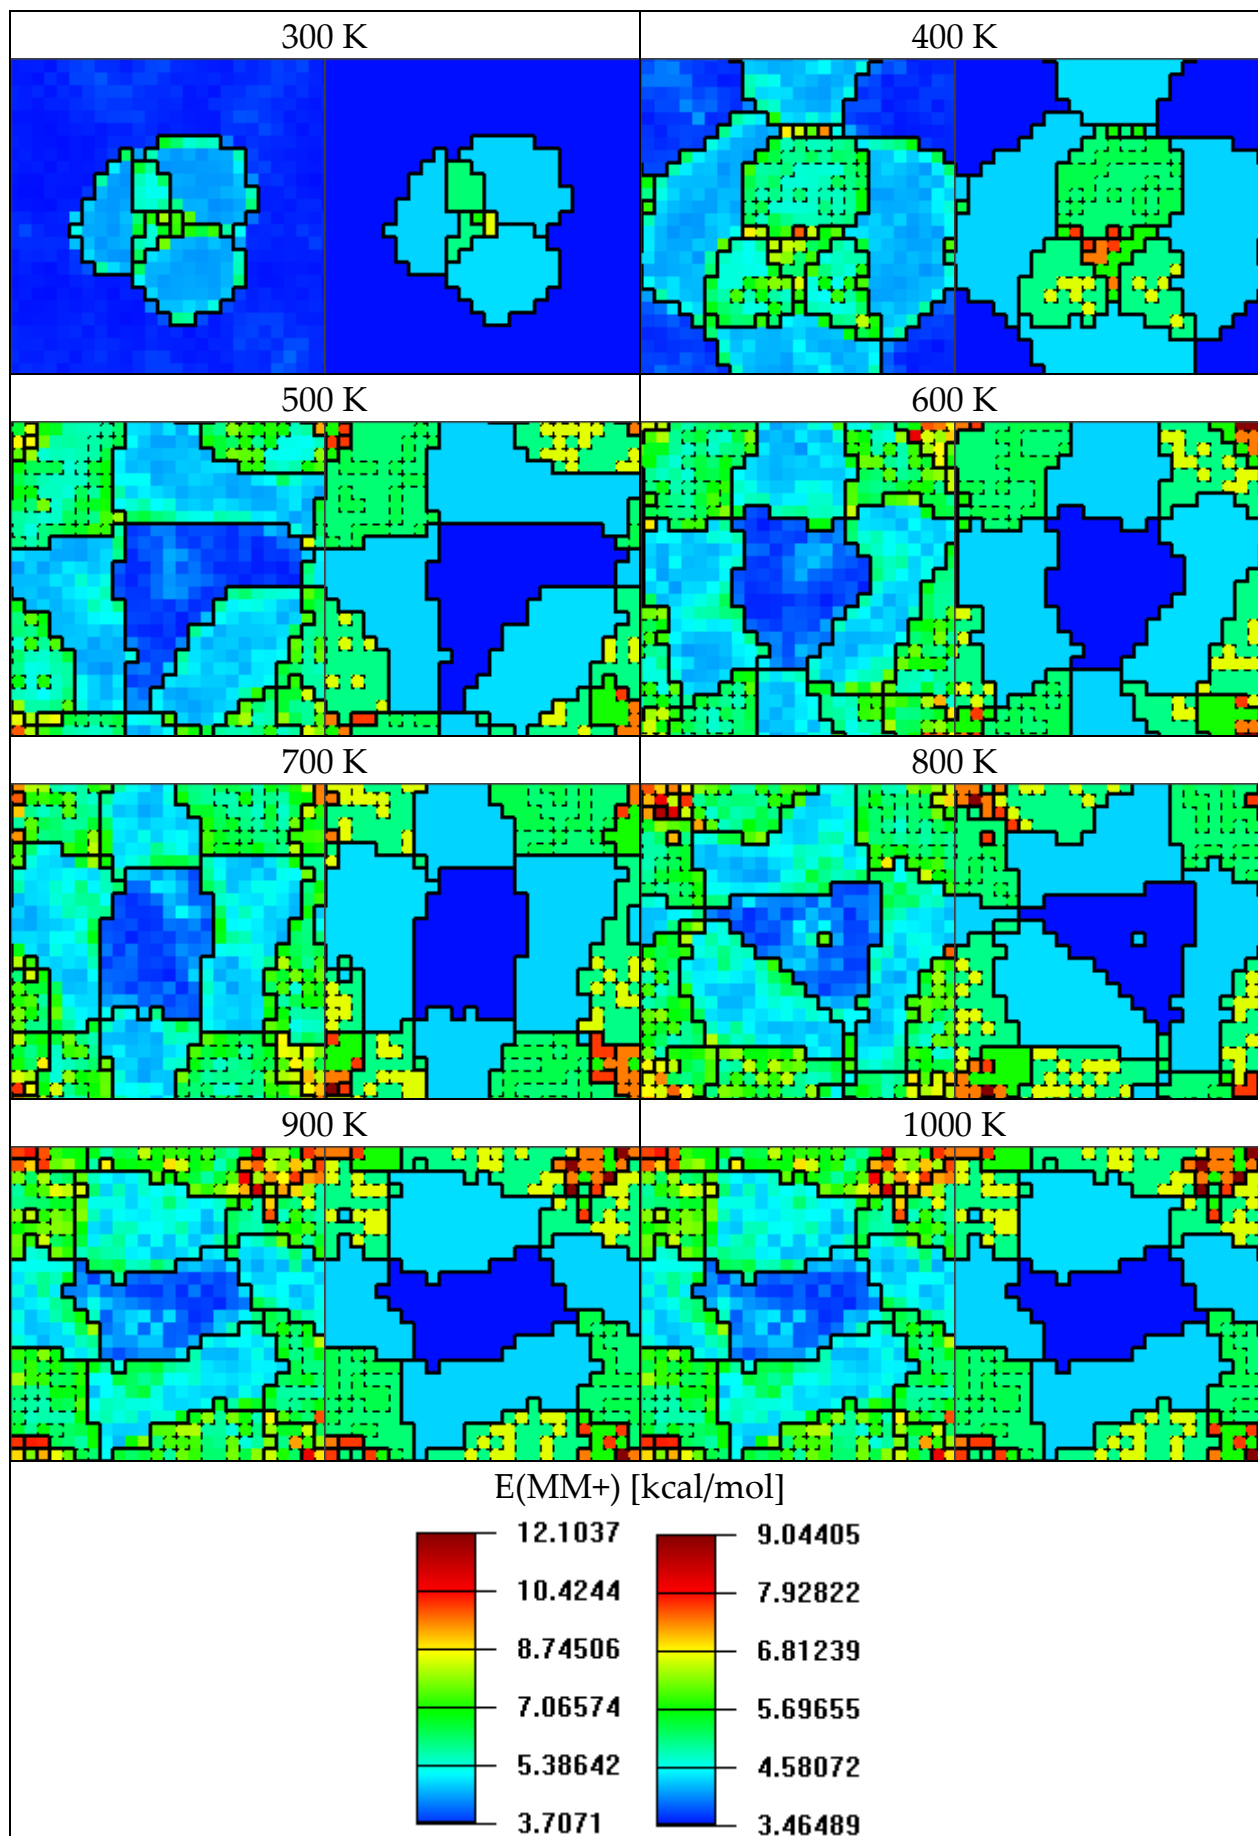 300 K 400 K
500 K 600 K
700 K 800 K
900 K 1000 K
E(MM+) [kcal/mol]
12.1037 9.04405
10.4244 7.92822
8.74506 6.81239
7.06574 5.69655
5.38642 4.58072
3.7071 3.46489